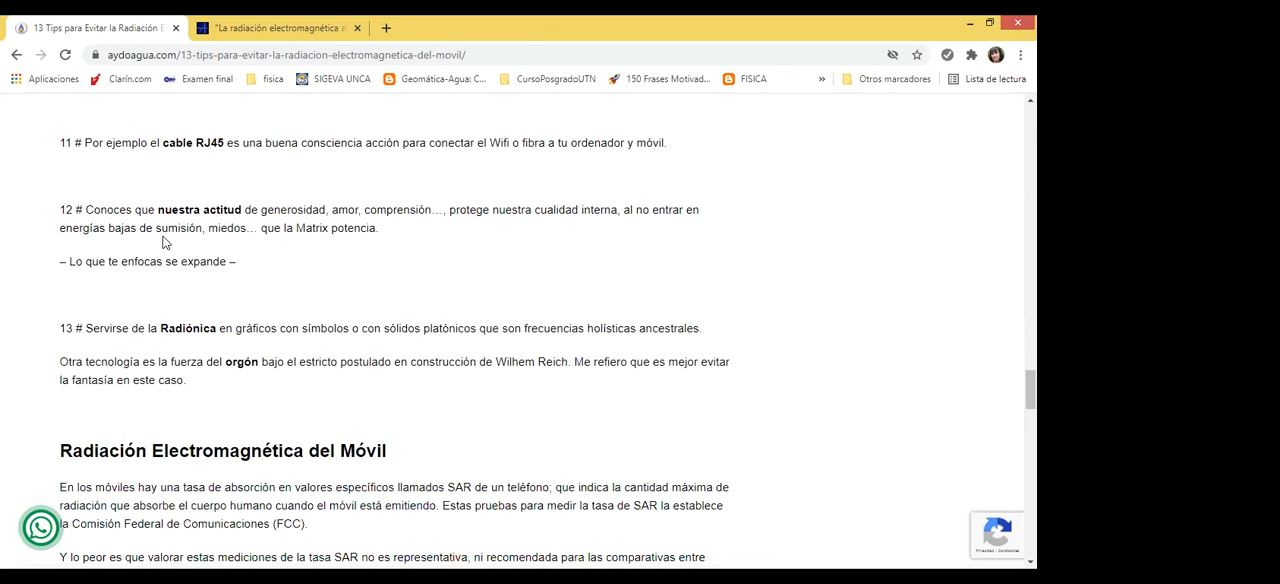 13 Tips para Evitar la Radiación E
"La radiación electromagnética a
aydoagua.com/13-tips-para-evitar-la-radiacion-electromagnetica-del-movil/
Aplicaciones Clarín.com Examen final fisica SIGEVA UNCA Geomática-Agua: C... CursoPosgradoUTN 150 Frases Motivad... FISICA » Otros marcadores Lista de lectura
11 # Por ejemplo el cable RJ45 es una buena consciencia acción para conectar el Wifi o fibra a tu ordenador y móvil.
12 # Conoces que nuestra actitud de generosidad, amor, comprensión…, protege nuestra cualidad interna, al no entrar en
energías bajas de sumisión, miedos… que la Matrix potencia.
– Lo que te enfocas se expande –
13 # Servirse de la Radiónica en gráficos con símbolos o con sólidos platónicos que son frecuencias holísticas ancestrales.
Otra tecnología es la fuerza del orgón bajo el estricto postulado en construcción de Wilhem Reich. Me refiero que es mejor evitar
la fantasía en este caso.
Radiación Electromagnética del Móvil
En los móviles hay una tasa de absorción en valores específicos llamados SAR de un teléfono; que indica la cantidad máxima de
radiación que absorbe el cuerpo humano cuando el móvil está emitiendo. Estas pruebas para medir la tasa de SAR la establece
la Comisión Federal de Comunicaciones (FCC).
Y lo peor es que valorar estas mediciones de la tasa SAR no es representativa, ni recomendada para las comparativas entre
Privacidad - Condiciones